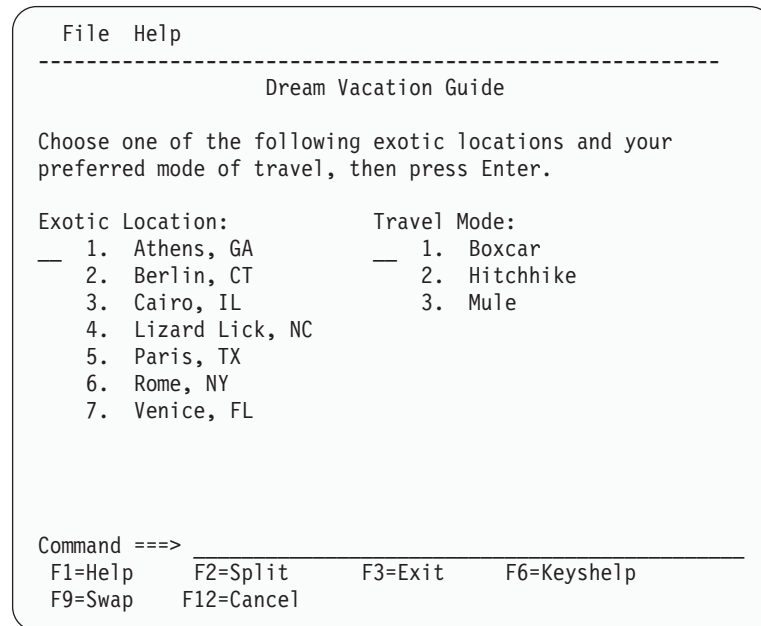 File  Help
---------------------------------------------------------
Dream Vacation Guide
Choose one of the following exotic locations and your
preferred mode of travel, then press Enter.
Exotic Location:            Travel Mode:
__  1.  Athens, GA          __  1.  Boxcar
2.  Berlin, CT              2.  Hitchhike
3.  Cairo, IL               3.  Mule
4.  Lizard Lick, NC
5.  Paris, TX
6.  Rome, NY
7.  Venice, FL
Command ===> ______________________________________________
F1=Help     F2=Split      F3=Exit     F6=Keyshelp
F9=Swap    F12=Cancel